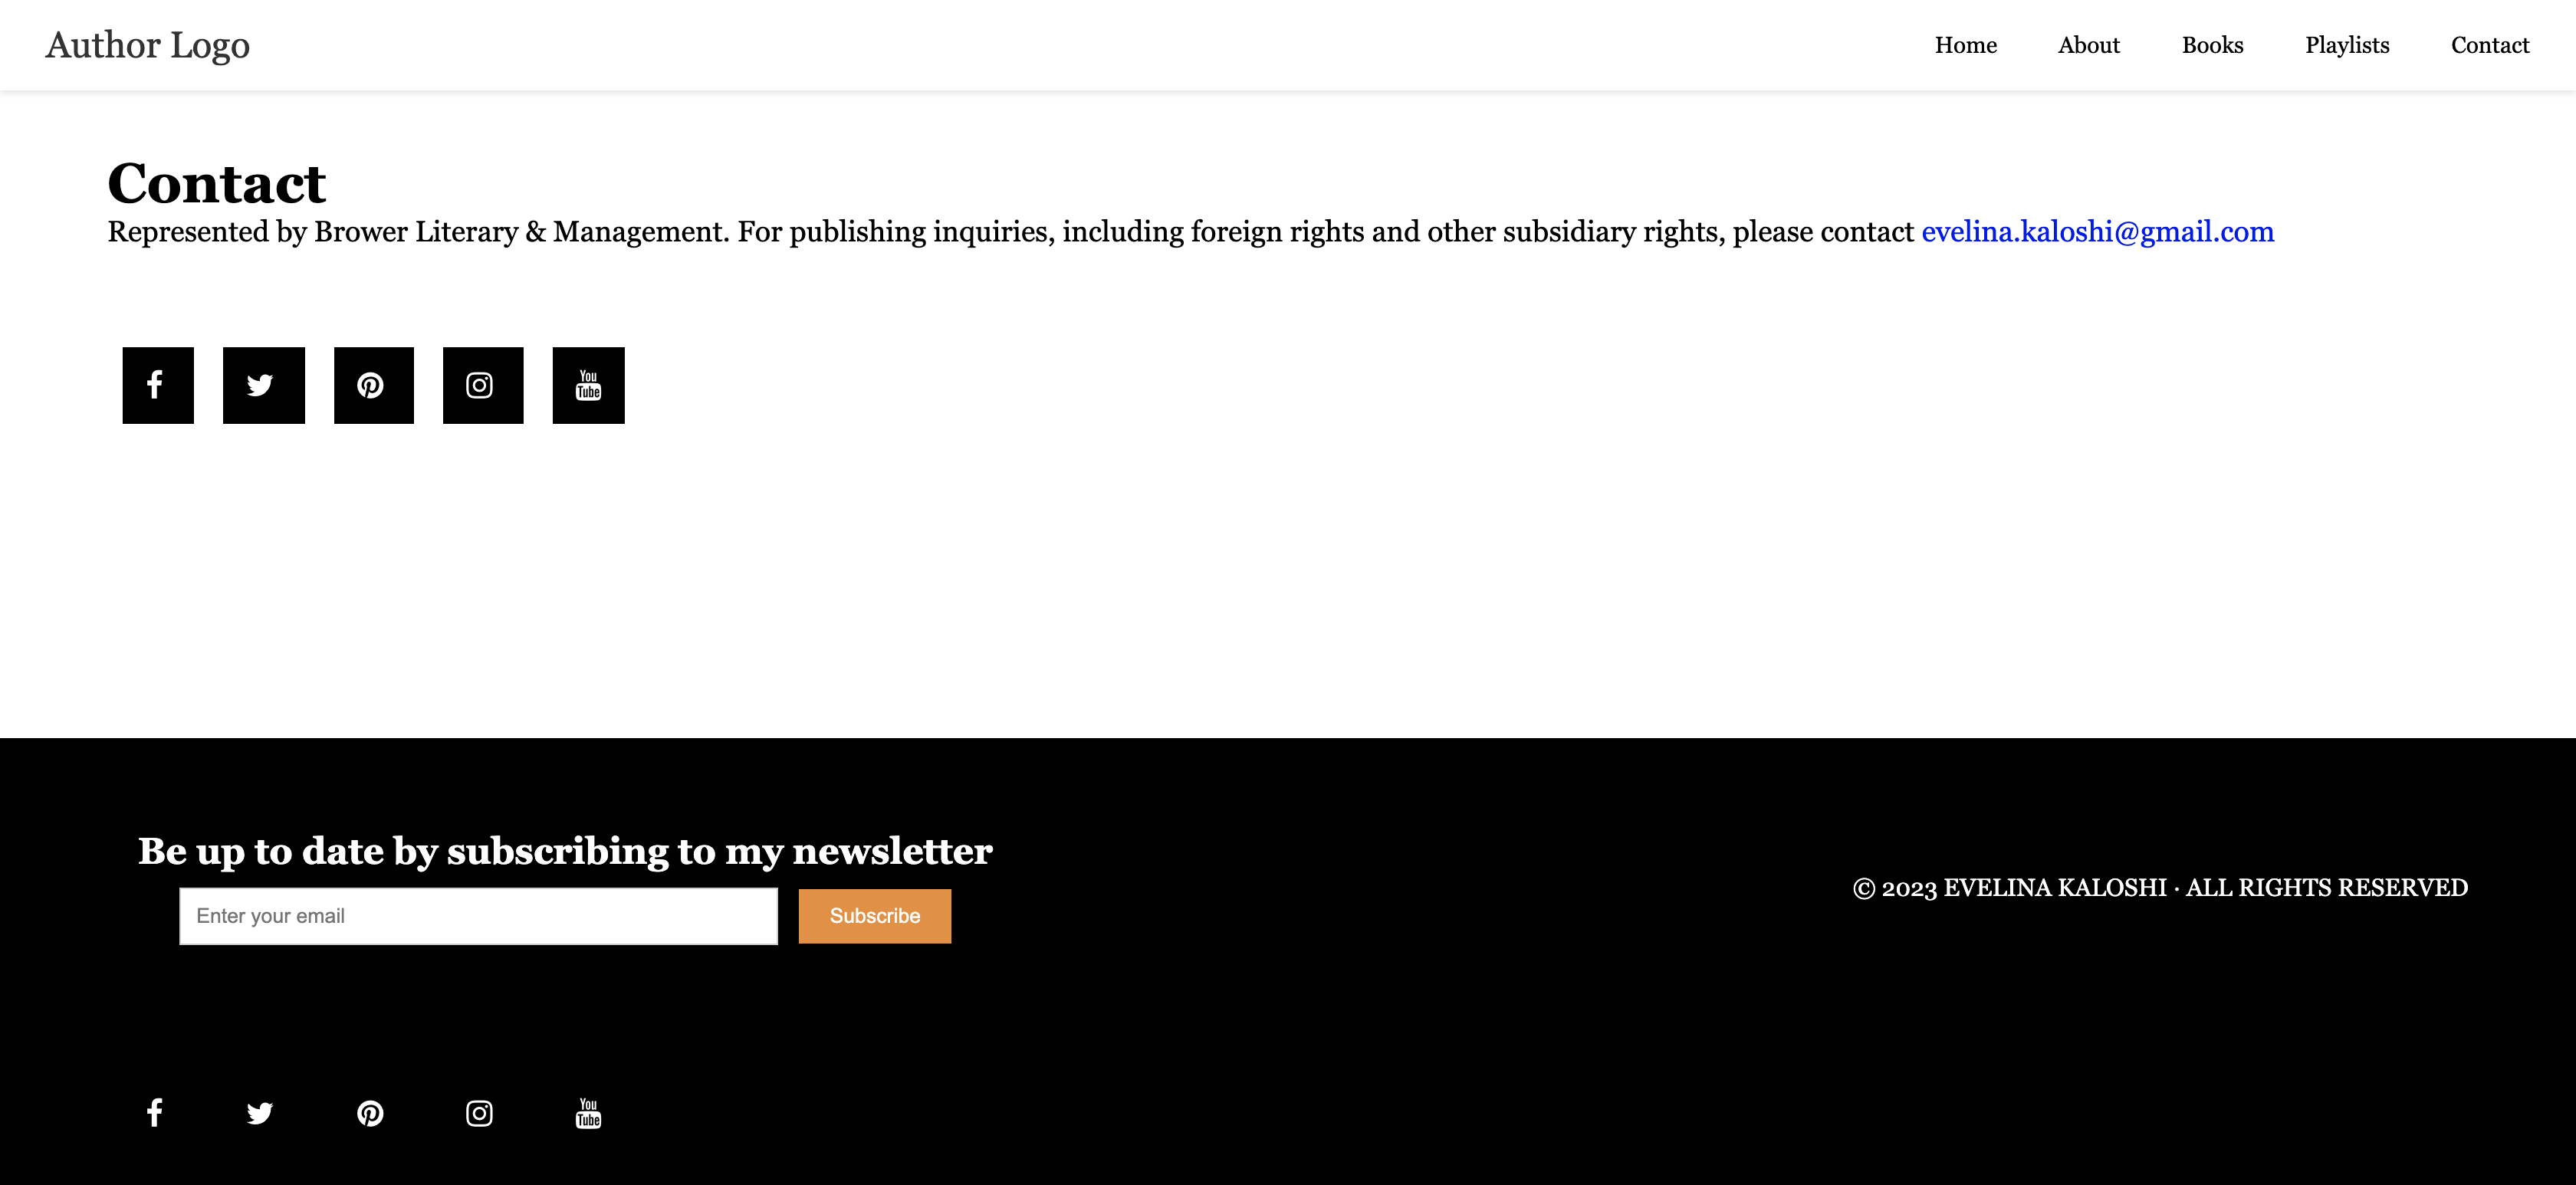 Author Logo
Home About Books Playlists Contact
Contact
Represented by Brower Literary & Management. For publishing inquiries, including foreign rights and other subsidiary rights, please contact evelina.kaloshi@gmail.com
You
Tube
Be up to date by subscribing to my newsletter
Enter your email Subscribe
© 2023 EVELINA KALOSHI · ALL RIGHTS RESERVED
You
Tube